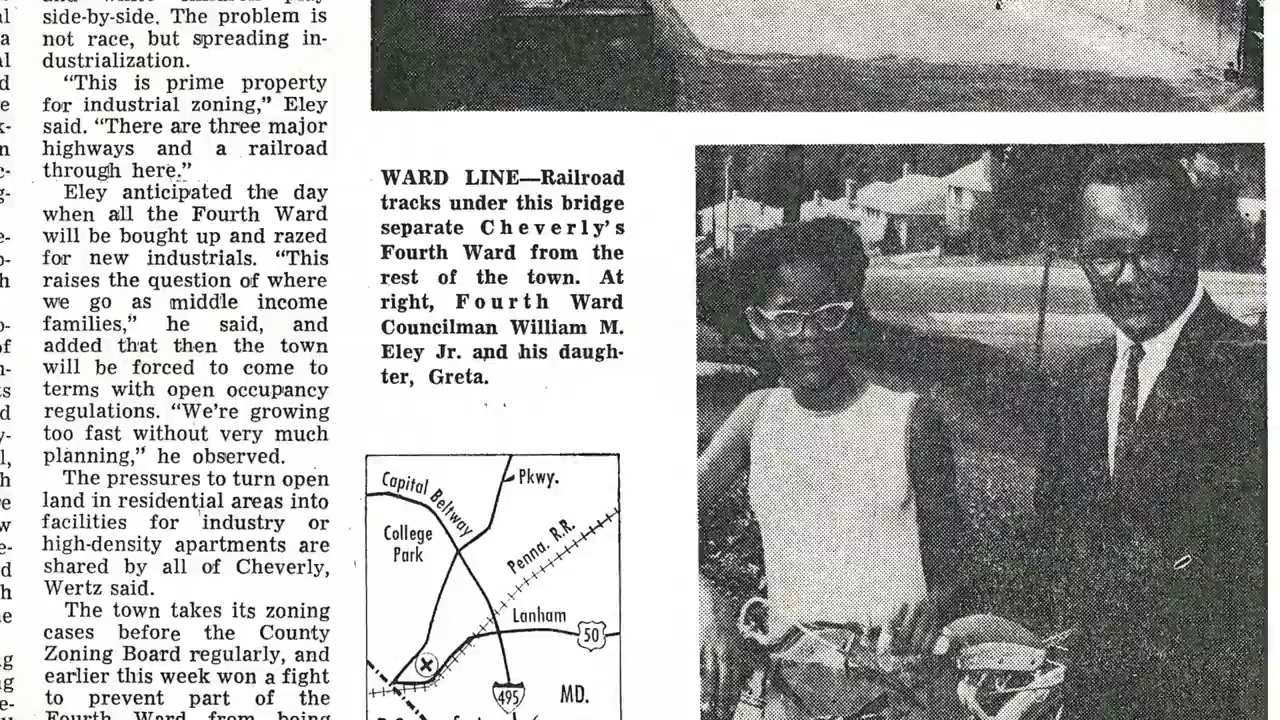 side-by-side. The problem is
not race, but spreading in-
dustrialization.
"This is prime property
for industrial zoning," Eley
said. "There are three major
highways and a railroad
through here."
Eley anticipated the day
when all the Fourth Ward
will be bought up and razed
for new industrials. "This
raises the question of where
we go as middle income
families," he said, and
added that then the town
will be forced to come to
terms with open occupancy
regulations. "We're growing
too fast without very much
planning," he observed.
The pressures to turn open
land in residential areas into
facilities for industry or
high-density apartments are
shared by all of Cheverly,
Wertz said.
The town takes its zoning
cases before the County
Zoning Board regularly, and
earlier this week won a fight
to prevent part of the
Fourth Ward from being
WARD LINE—Railroad
tracks under this bridge
separate Cheverly's
Fourth Ward from the
rest of the town. At
right, Fourth Ward
Councilman William M.
Eley Jr. and his daugh-
ter, Greta.
Pkwy.
Capital Beltway
College
Park
Penna. R.R.
Lanham
50
495
MD.